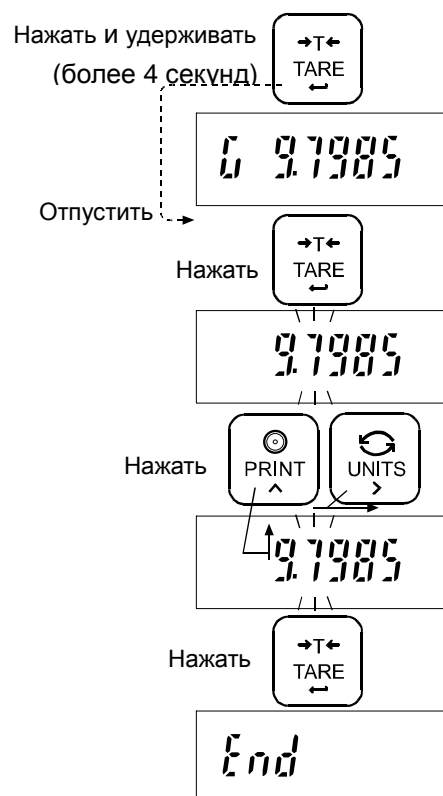 Нажать и удерживать
(более 4 секунд)
→T←
TARE
G 9.7985
Отпустить
Нажать
→T←
TARE
9.7985
Нажать
PRINT
UNITS
9.7985
Нажать
→T←
TARE
End